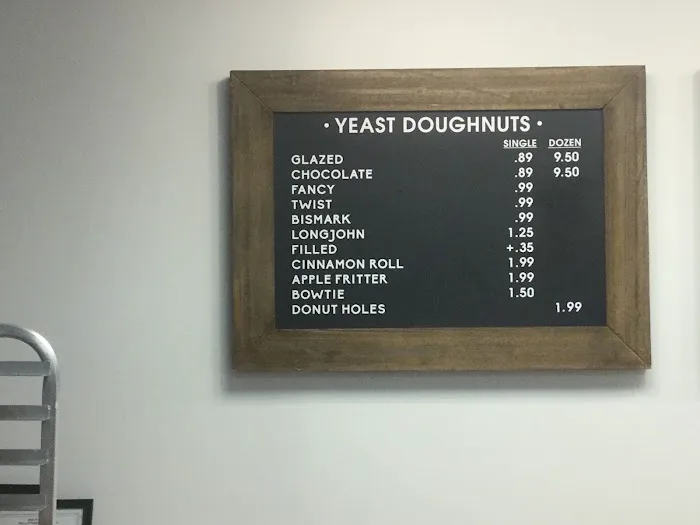 · YEAST DOUGHNUTS ·
SINGLE DOZEN
GLAZED .89 9.50
CHOCOLATE .89 9.50
FANCY .99
TWIST .99
BISMARK .99
LONGJOHN 1.25
FILLED +.35
CINNAMON ROLL 1.99
APPLE FRITTER 1.99
BOWTIE 1.50
DONUT HOLES 1.99